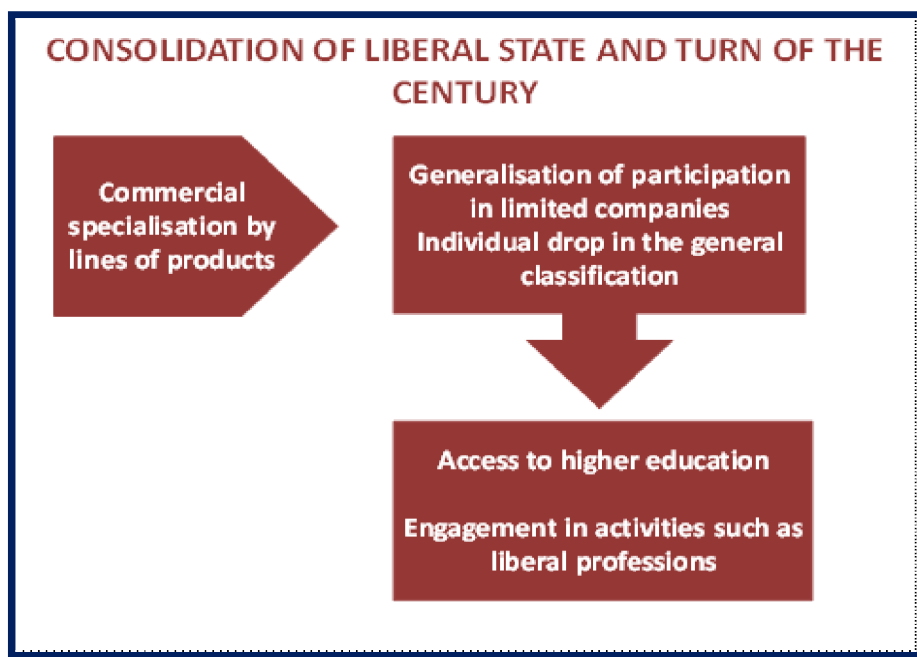 CONSOLIDATION OF LIBERAL STATE AND TURN OF THE
CENTURY
Commercial
specialisation by
lines of products
Generalisation of participation
in limited companies
Individual drop in the general
classification
Access to higher education
Engagement in activities such as
liberal professions